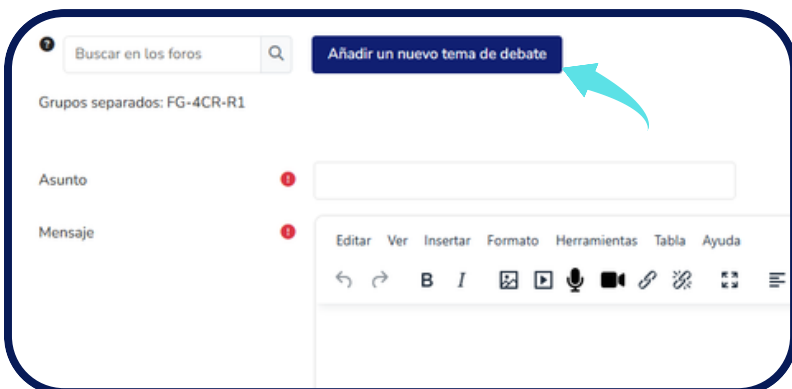 Buscar en los foros
Añadir un nuevo tema de debate
Grupos separados: FG-4CR-R1
Asunto
Mensaje
Editar Ver Insertar Formato Herramientas Tabla Ayuda
B I